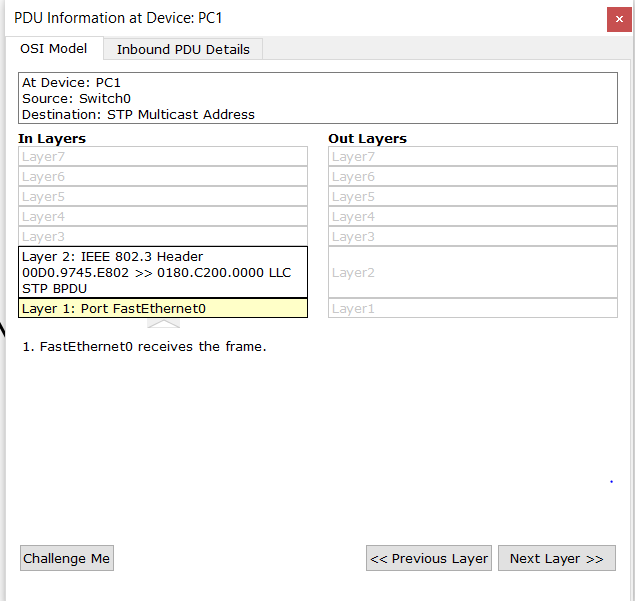 PDU Information at Device: PC1
×
OSI Model
Inbound PDU Details
At Device: PC1
Source: Switch0
Destination: STP Multicast Address
In Layers
Layer7
Layer6
Layer5
Layer4
Layer3
Layer 2: IEEE 802.3 Header
00D0.9745.E802 >> 0180.C200.0000 LLC
STP BPDU
Layer 1: Port FastEthernet0
Out Layers
Layer7
Layer6
Layer5
Layer4
Layer3
Layer2
Layer1
1. FastEthernet0 receives the frame.
Challenge Me
<< Previous Layer
Next Layer >>